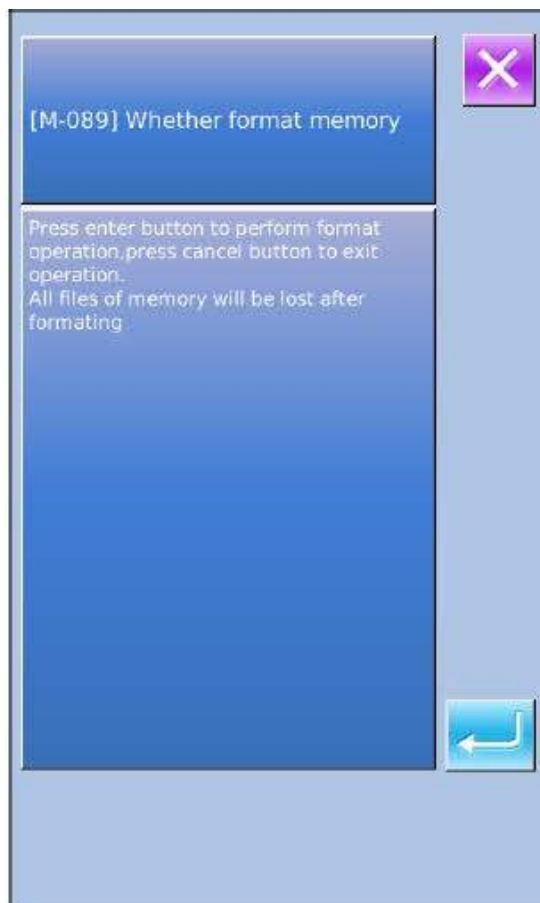 [M-089] Whether format memory
Press enter button to perform format
operation,press cancel button to exit
operation.
All files of memory will be lost after
formating